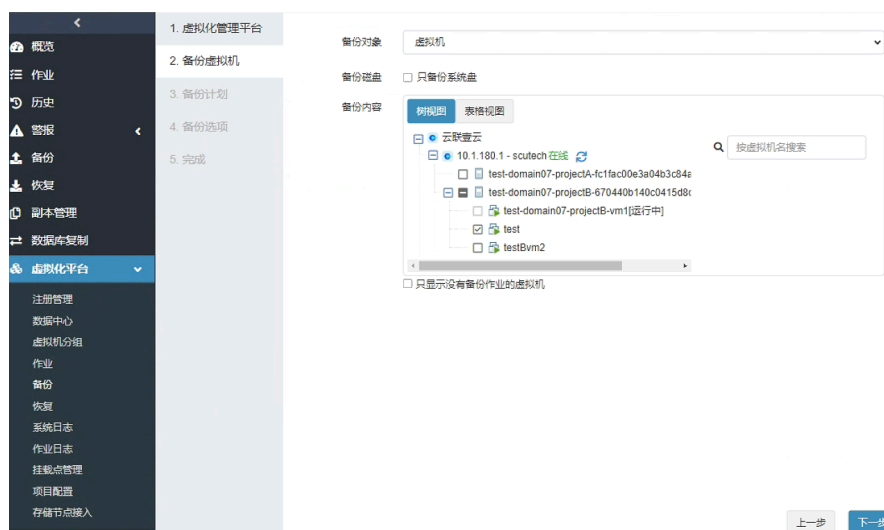 概览
作业
历史
警报
备份
恢复
副本管理
数据库复制
虚拟化平台
注册管理
数据中心
虚拟机分组
作业
备份
恢复
系统日志
作业日志
挂载点管理
项目配置
存储节点接入
1. 虚拟化管理平台
2. 备份虚拟机
3. 备份计划
4. 备份选项
5. 完成
备份对象
虚拟机
备份磁盘
只备份系统盘
备份内容
树视图 表格视图
云联壹云
10.1.180.1 - scutech 在线
test-domain07-projectA-fc1fac00e3a04b3c84a
test-domain07-projectB-670440b140c0415d8c
test-domain07-projectB-vm1[运行中]
test
testBvm2
按虚拟机名搜索
只显示没有备份作业的虚拟机
上一步 下一步